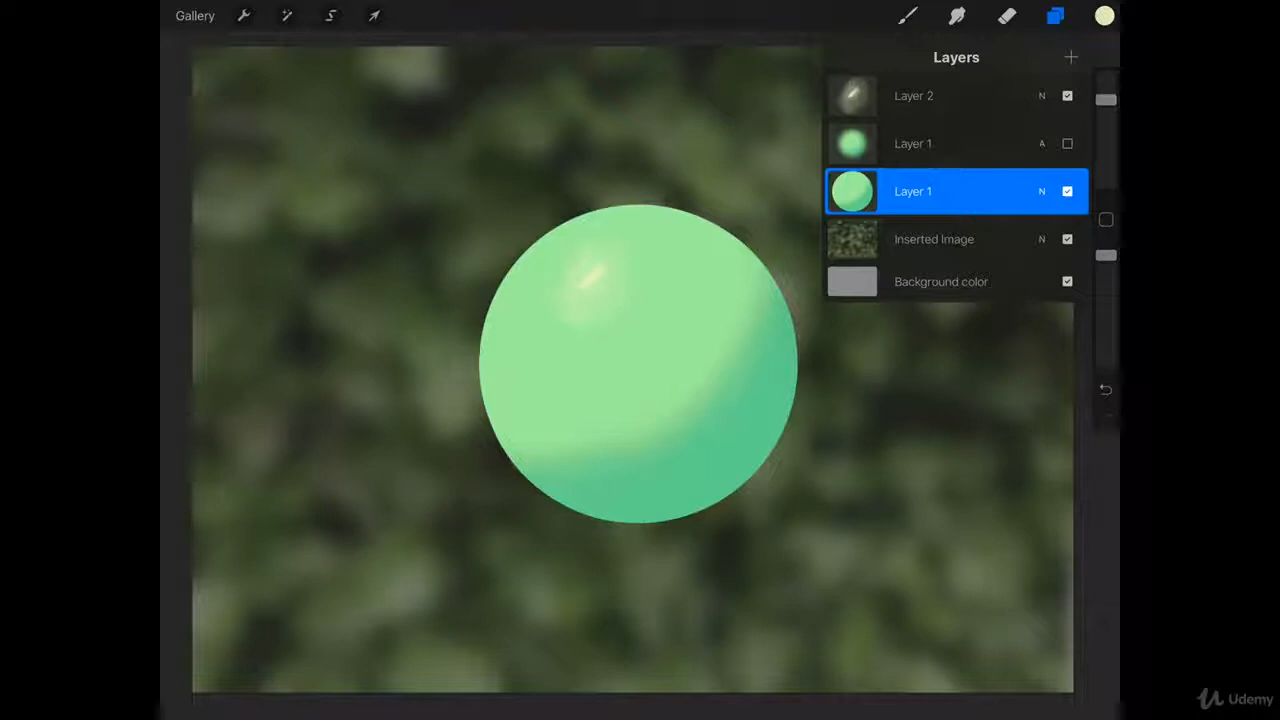 Gallery
Layers
Layer 2 N
Layer 1 A
Layer 1 N
Inserted Image N
Background color
Udemy